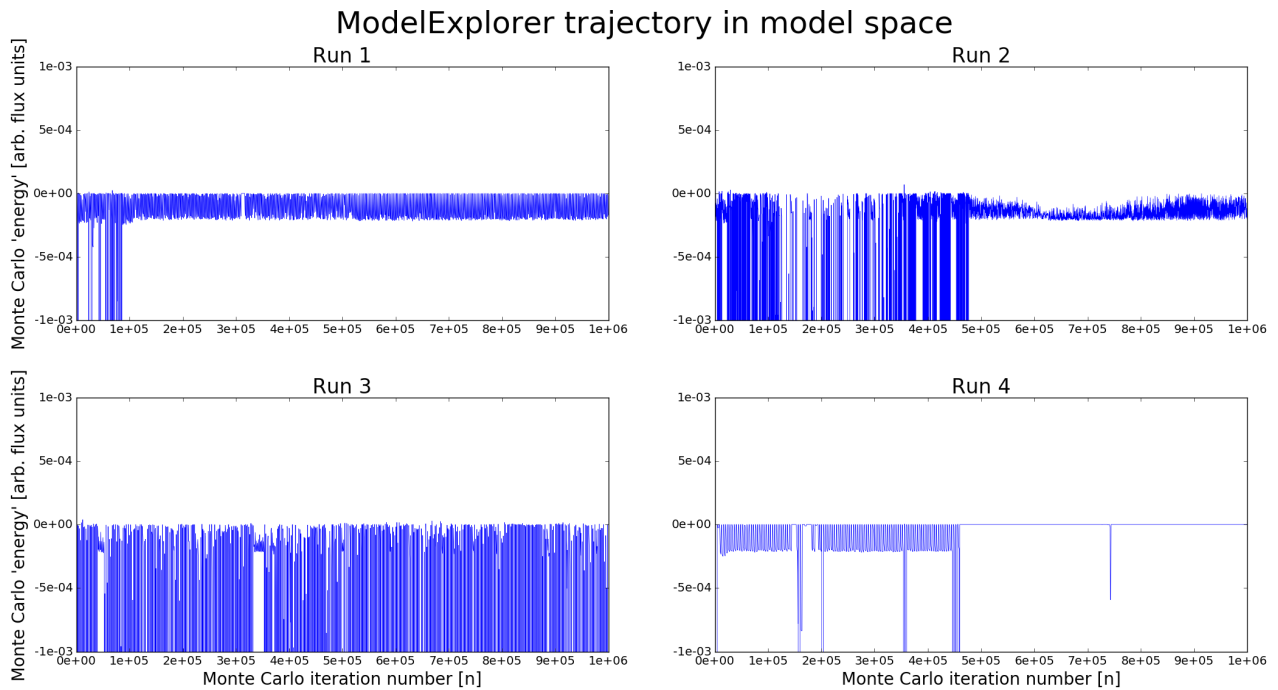 ModelExplorer trajectory in model space
Run 1
Monte Carlo 'energy' [arb. flux units]
1e-03
5e-04
0e+00
-5e-04
-1e-03
0e+00 1e+05 2e+05 3e+05 4e+05 5e+05 6e+05 7e+05 8e+05 9e+05 1e+06
Run 2
1e-03
5e-04
0e+00
-5e-04
-1e-03
0e+00 1e+05 2e+05 3e+05 4e+05 5e+05 6e+05 7e+05 8e+05 9e+05 1e+06
Run 3
Monte Carlo 'energy' [arb. flux units]
1e-03
5e-04
0e+00
-5e-04
-1e-03
0e+00 1e+05 2e+05 3e+05 4e+05 5e+05 6e+05 7e+05 8e+05 9e+05 1e+06
Monte Carlo iteration number [n]
Run 4
1e-03
5e-04
0e+00
-5e-04
-1e-03
0e+00 1e+05 2e+05 3e+05 4e+05 5e+05 6e+05 7e+05 8e+05 9e+05 1e+06
Monte Carlo iteration number [n]